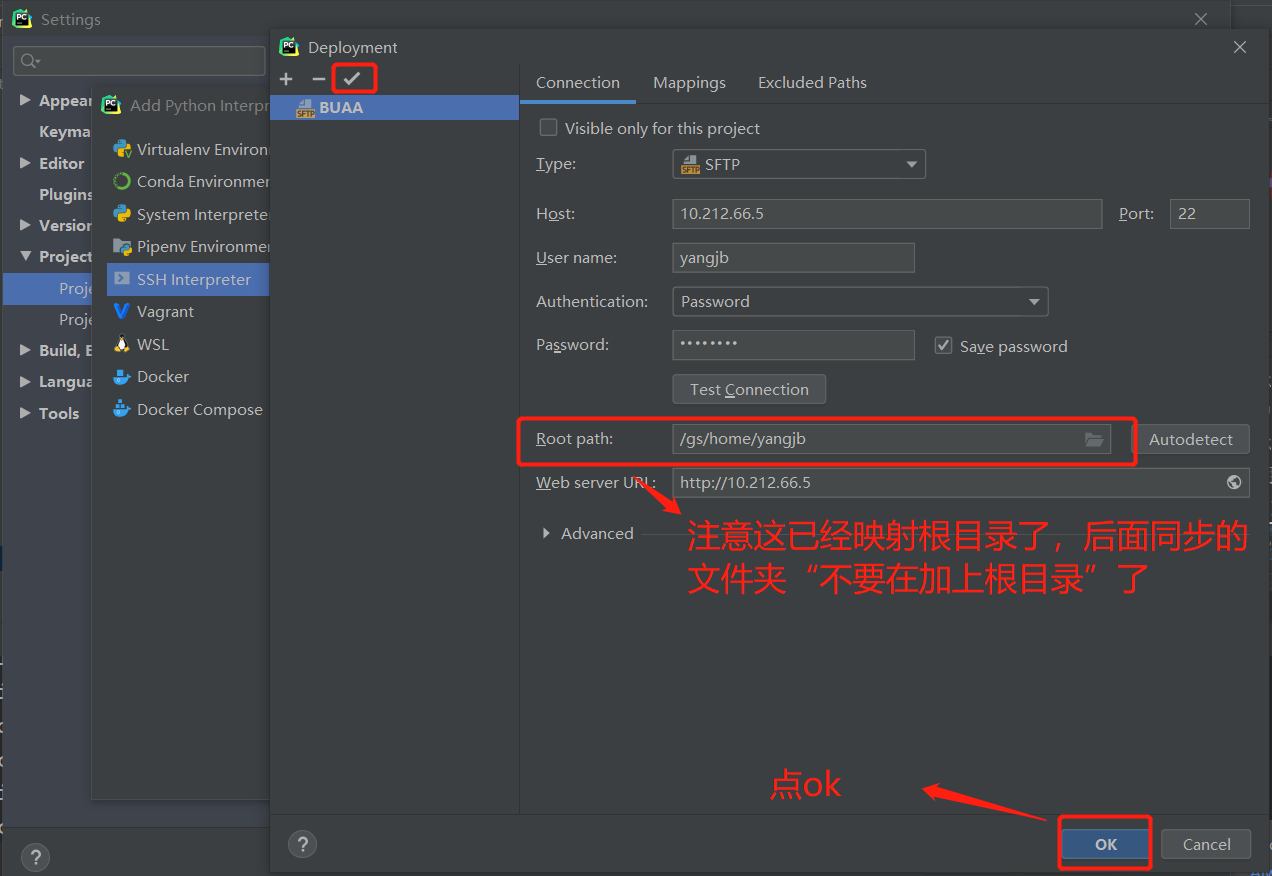 Settings
Deployment
Appear
Keyma
Editor
Plugins
Version
Project
Proje
Proje
Build, E
Langua
Tools
Add Python Interpr
Virtualenv Environ
Conda Environmen
System Interprete
Pipenv Environmen
SSH Interpreter
Vagrant
WSL
Docker
Docker Compose
BUAA
Connection Mappings Excluded Paths
Visible only for this project
Type: SFTP
Host: 10.212.66.5 Port: 22
User name: yangjb
Authentication: Password
Password: •••••••• Save password
Test Connection
Root path: /gs/home/yangjb Autodetect
Web server URL: http://10.212.66.5
Advanced
注意这已经映射根目录了，后面同步的
文件夹“不要在加上根目录”了
点ok
? ? OK Cancel